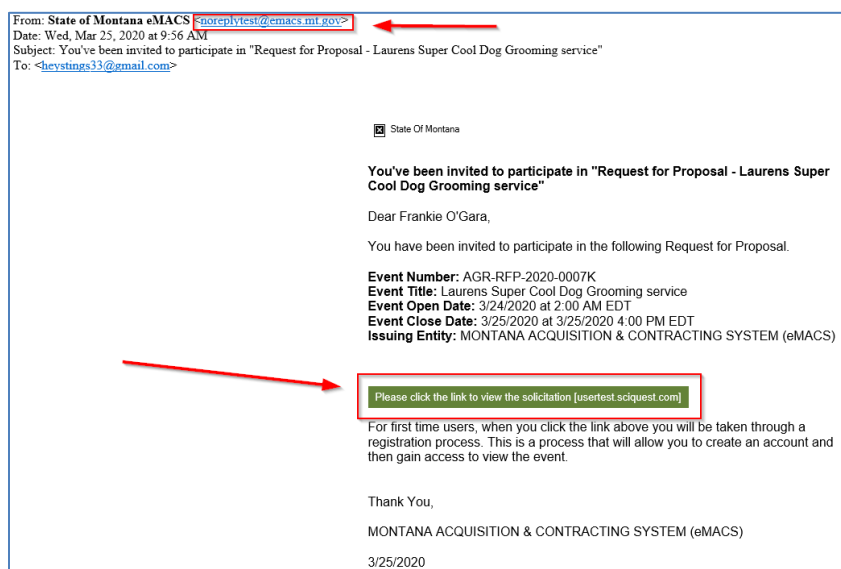 From: State of Montana eMACS <noreplytest@emacs.mt.gov>
Date: Wed, Mar 25, 2020 at 9:56 AM
Subject: You've been invited to participate in "Request for Proposal - Laurens Super Cool Dog Grooming service"
To: <heystings33@gmail.com>
State Of Montana
You've been invited to participate in "Request for Proposal - Laurens Super
Cool Dog Grooming service"
Dear Frankie O'Gara,
You have been invited to participate in the following Request for Proposal.
Event Number: AGR-RFP-2020-0007K
Event Title: Laurens Super Cool Dog Grooming service
Event Open Date: 3/24/2020 at 2:00 AM EDT
Event Close Date: 3/25/2020 at 3/25/2020 4:00 PM EDT
Issuing Entity: MONTANA ACQUISITION & CONTRACTING SYSTEM (eMACS)
Please click the link to view the solicitation [usertest.sciquest.com]
For first time users, when you click the link above you will be taken through a
registration process. This is a process that will allow you to create an account and
then gain access to view the event.
Thank You,
MONTANA ACQUISITION & CONTRACTING SYSTEM (eMACS)
3/25/2020